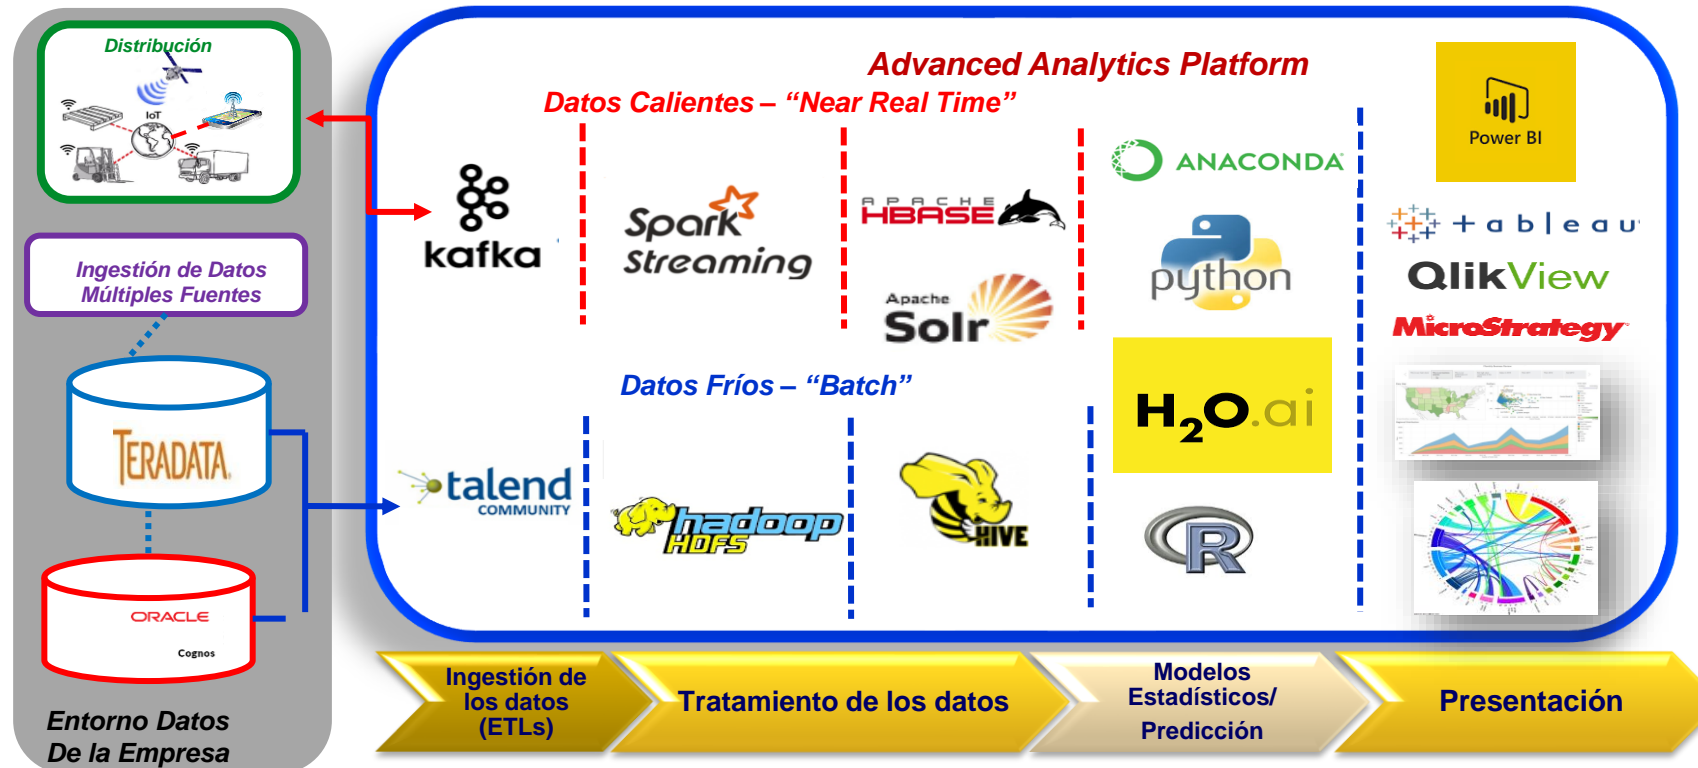 Distribución
IoT
Ingestión de Datos
Múltiples Fuentes
TERADATA
ORACLE
Cognos
Entorno Datos
De la Empresa
Advanced Analytics Platform
Datos Calientes – “Near Real Time”
kafka
Spark
Streaming
APACHE
HBASE
Apache
Solr
ANACONDA
python
Power BI
+ a b l e a u
QlikView
MicroStrategy
Datos Fríos – “Batch”
talend
COMMUNITY
hadoop
HDFS
HIVE
H2O.ai
R
Ingestión de
los datos
(ETLs)
Tratamiento de los datos
Modelos
Estadísticos/
Predicción
Presentación